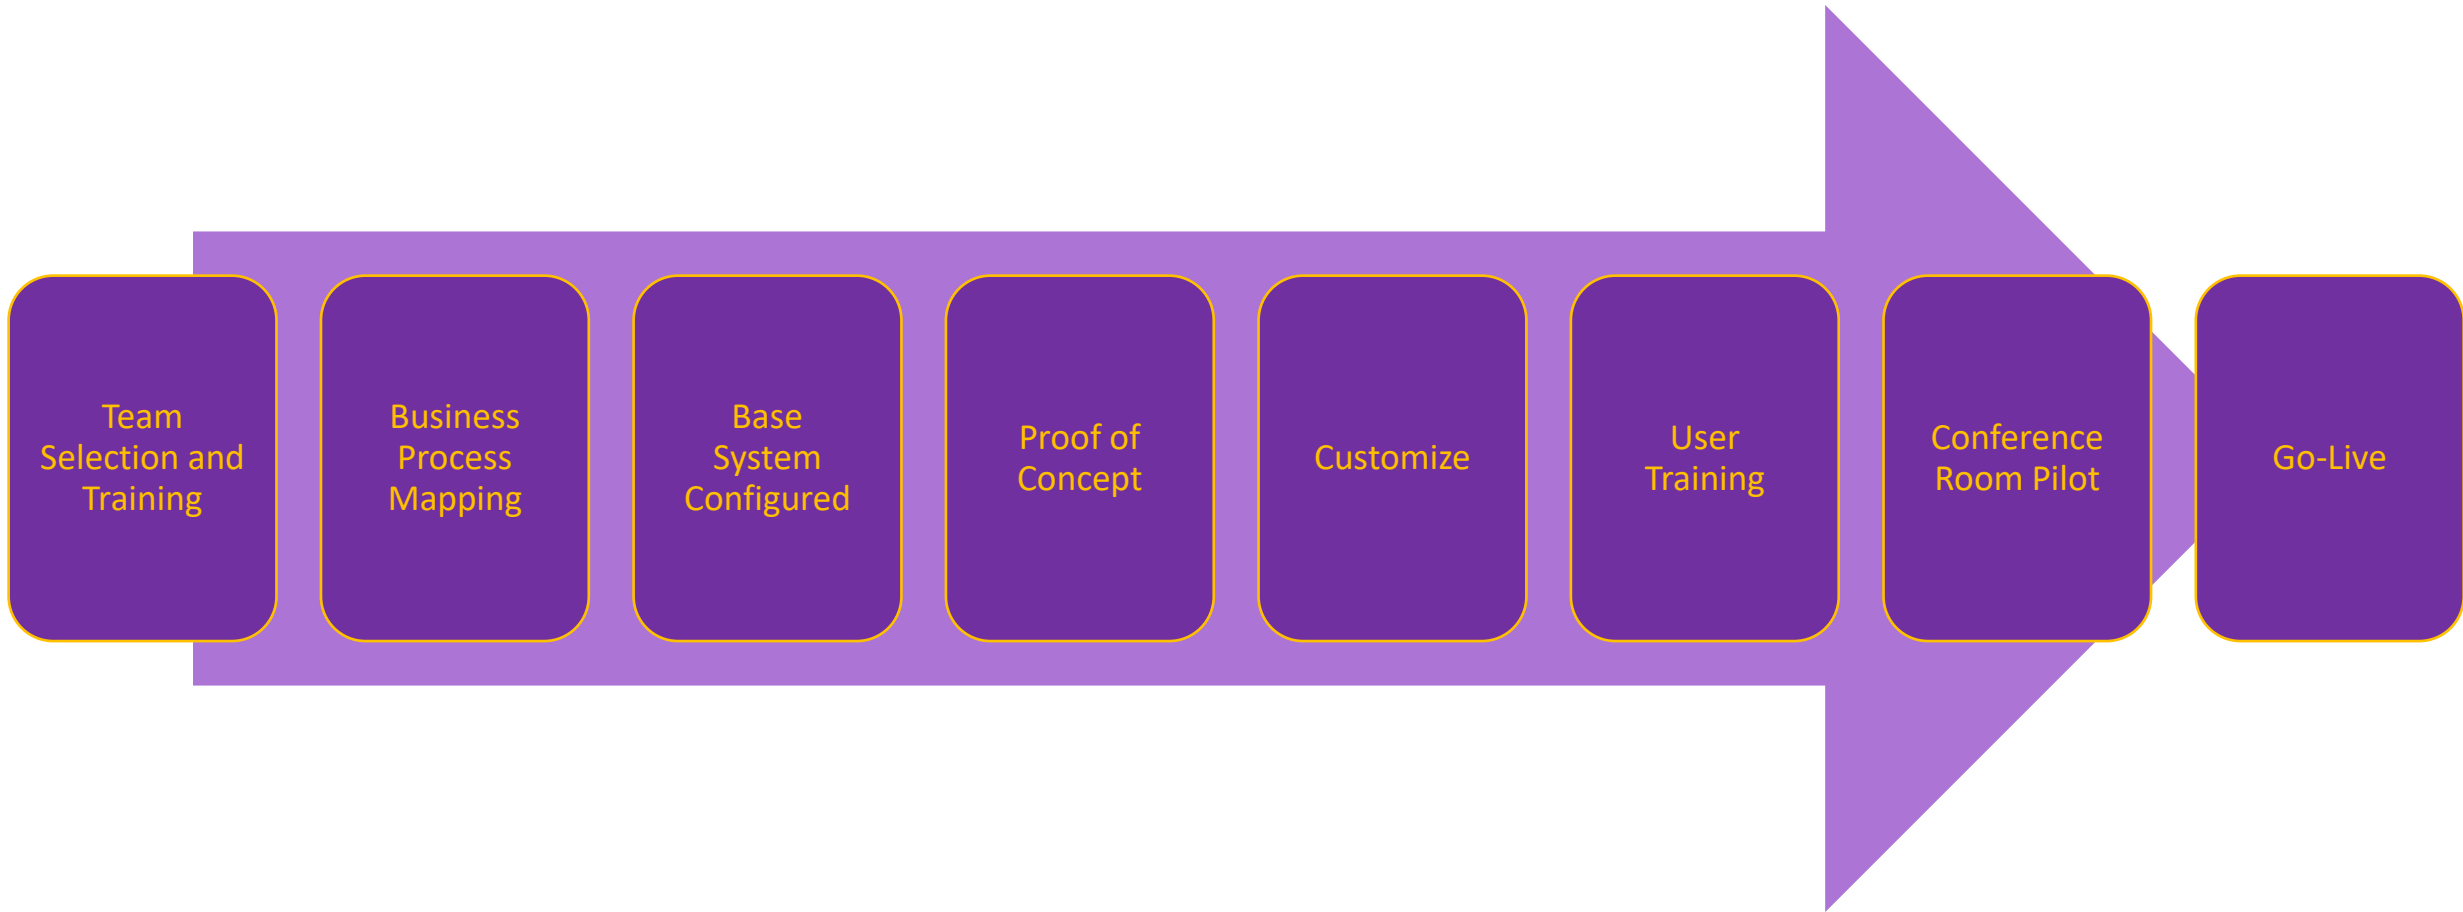 Team
Selection and
Training
Business
Process
Mapping
Base
System
Configured
Proof of
Concept
Customize
User
Training
Conference
Room Pilot
Go-Live